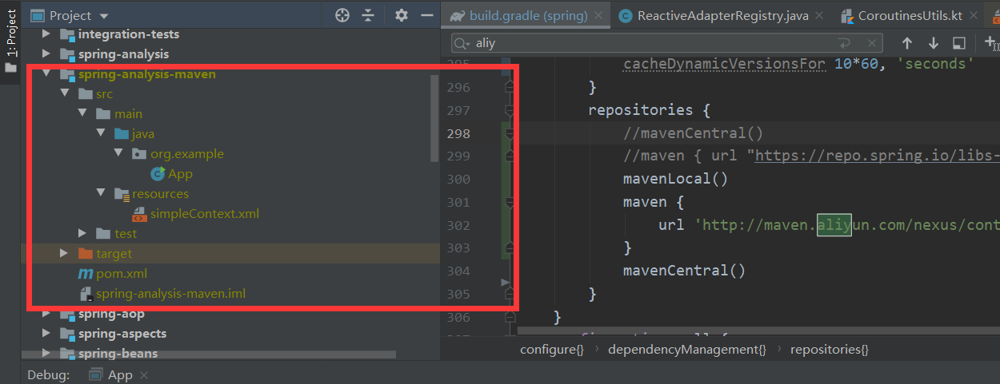 1: Project
Project
integration-tests
spring-analysis
spring-analysis-maven
src
main
java
org.example
App
resources
simpleContext.xml
test
target
pom.xml
spring-analysis-maven.iml
spring-aop
spring-aspects
spring-beans
build.gradle (spring)
ReactiveAdapterRegistry.java
CoroutinesUtils.kt
aliy
295 cacheDynamicVersionsFor 10*60, 'seconds'
296 }
297 repositories {
298 //mavenCentral()
299 //maven { url "https://repo.spring.io/libs-
300 mavenLocal()
301 maven {
302 url 'http://maven.aliyun.com/nexus/cont
303 }
304 mavenCentral()
305 }
306 }
configure{} › dependencyManagement{} › repositories{}
Debug: App